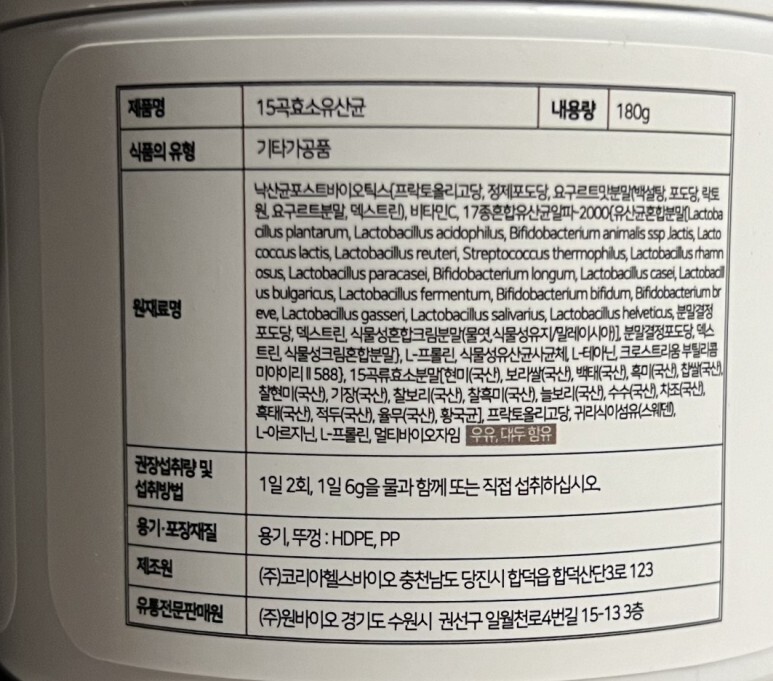 제품명 15곡효소유산균 내용량 180g
식품의 유형 기타가공품
원재료명
낙산균포스트바이오틱스{프락토올리고당, 정제포도당, 요구르트맛분말(백설탕, 포도당, 락토
원, 요구르트분말, 덱스트린), 비타민C, 17종혼합유산균알파-2000{유산균혼합분말[Lactoba
cillus plantarum, Lactobacillus acidophilus, Bifidobacterium animalis ssp .lactis, Lacto
coccus lactis, Lactobacillus reuteri, Streptococcus thermophilus, Lactobacillus rhamn
osus, Lactobacillus paracasei, Bifidobacterium longum, Lactobacillus casei, Lactobacill
us bulgaricus, Lactobacillus fermentum, Bifidobacterium bifidum, Bifidobacterium br
eve, Lactobacillus gasseri, Lactobacillus salivarius, Lactobacillus helveticus, 분말결정
포도당, 덱스트린, 식물성혼합크림분말(물엿,식물성유지/말레이시아)], 분말결정포도당, 덱스
트린, 식물성크림혼합분말}, L-프롤린, 식물성유산균사균체, L-테아닌, 크로스트리움 부틸리콤
미야이리 II 588}, 15곡류효소분말[현미(국산), 보리쌀(국산), 백태(국산), 흑미(국산), 찹쌀(국산),
찰현미(국산), 기장(국산), 찰보리(국산), 찰흑미(국산), 늘보리(국산), 수수(국산), 차조(국산),
흑태(국산), 적두(국산), 율무(국산), 황국균], 프락토올리고당, 귀리식이섬유(스웨덴),
L-아르지닌, L-프롤린, 멀티바이오자임 우유, 대두 함유
권장섭취량 및
섭취방법
1일 2회, 1일 6g을 물과 함께 또는 직접 섭취하십시오.
용기·포장재질 용기, 뚜껑 : HDPE, PP
제조원 (주)코리아헬스바이오 충천남도 당진시 합덕읍 합덕산단3로 123
유통전문판매원 (주)원바이오 경기도 수원시 권선구 일월천로4번길 15-13 3층